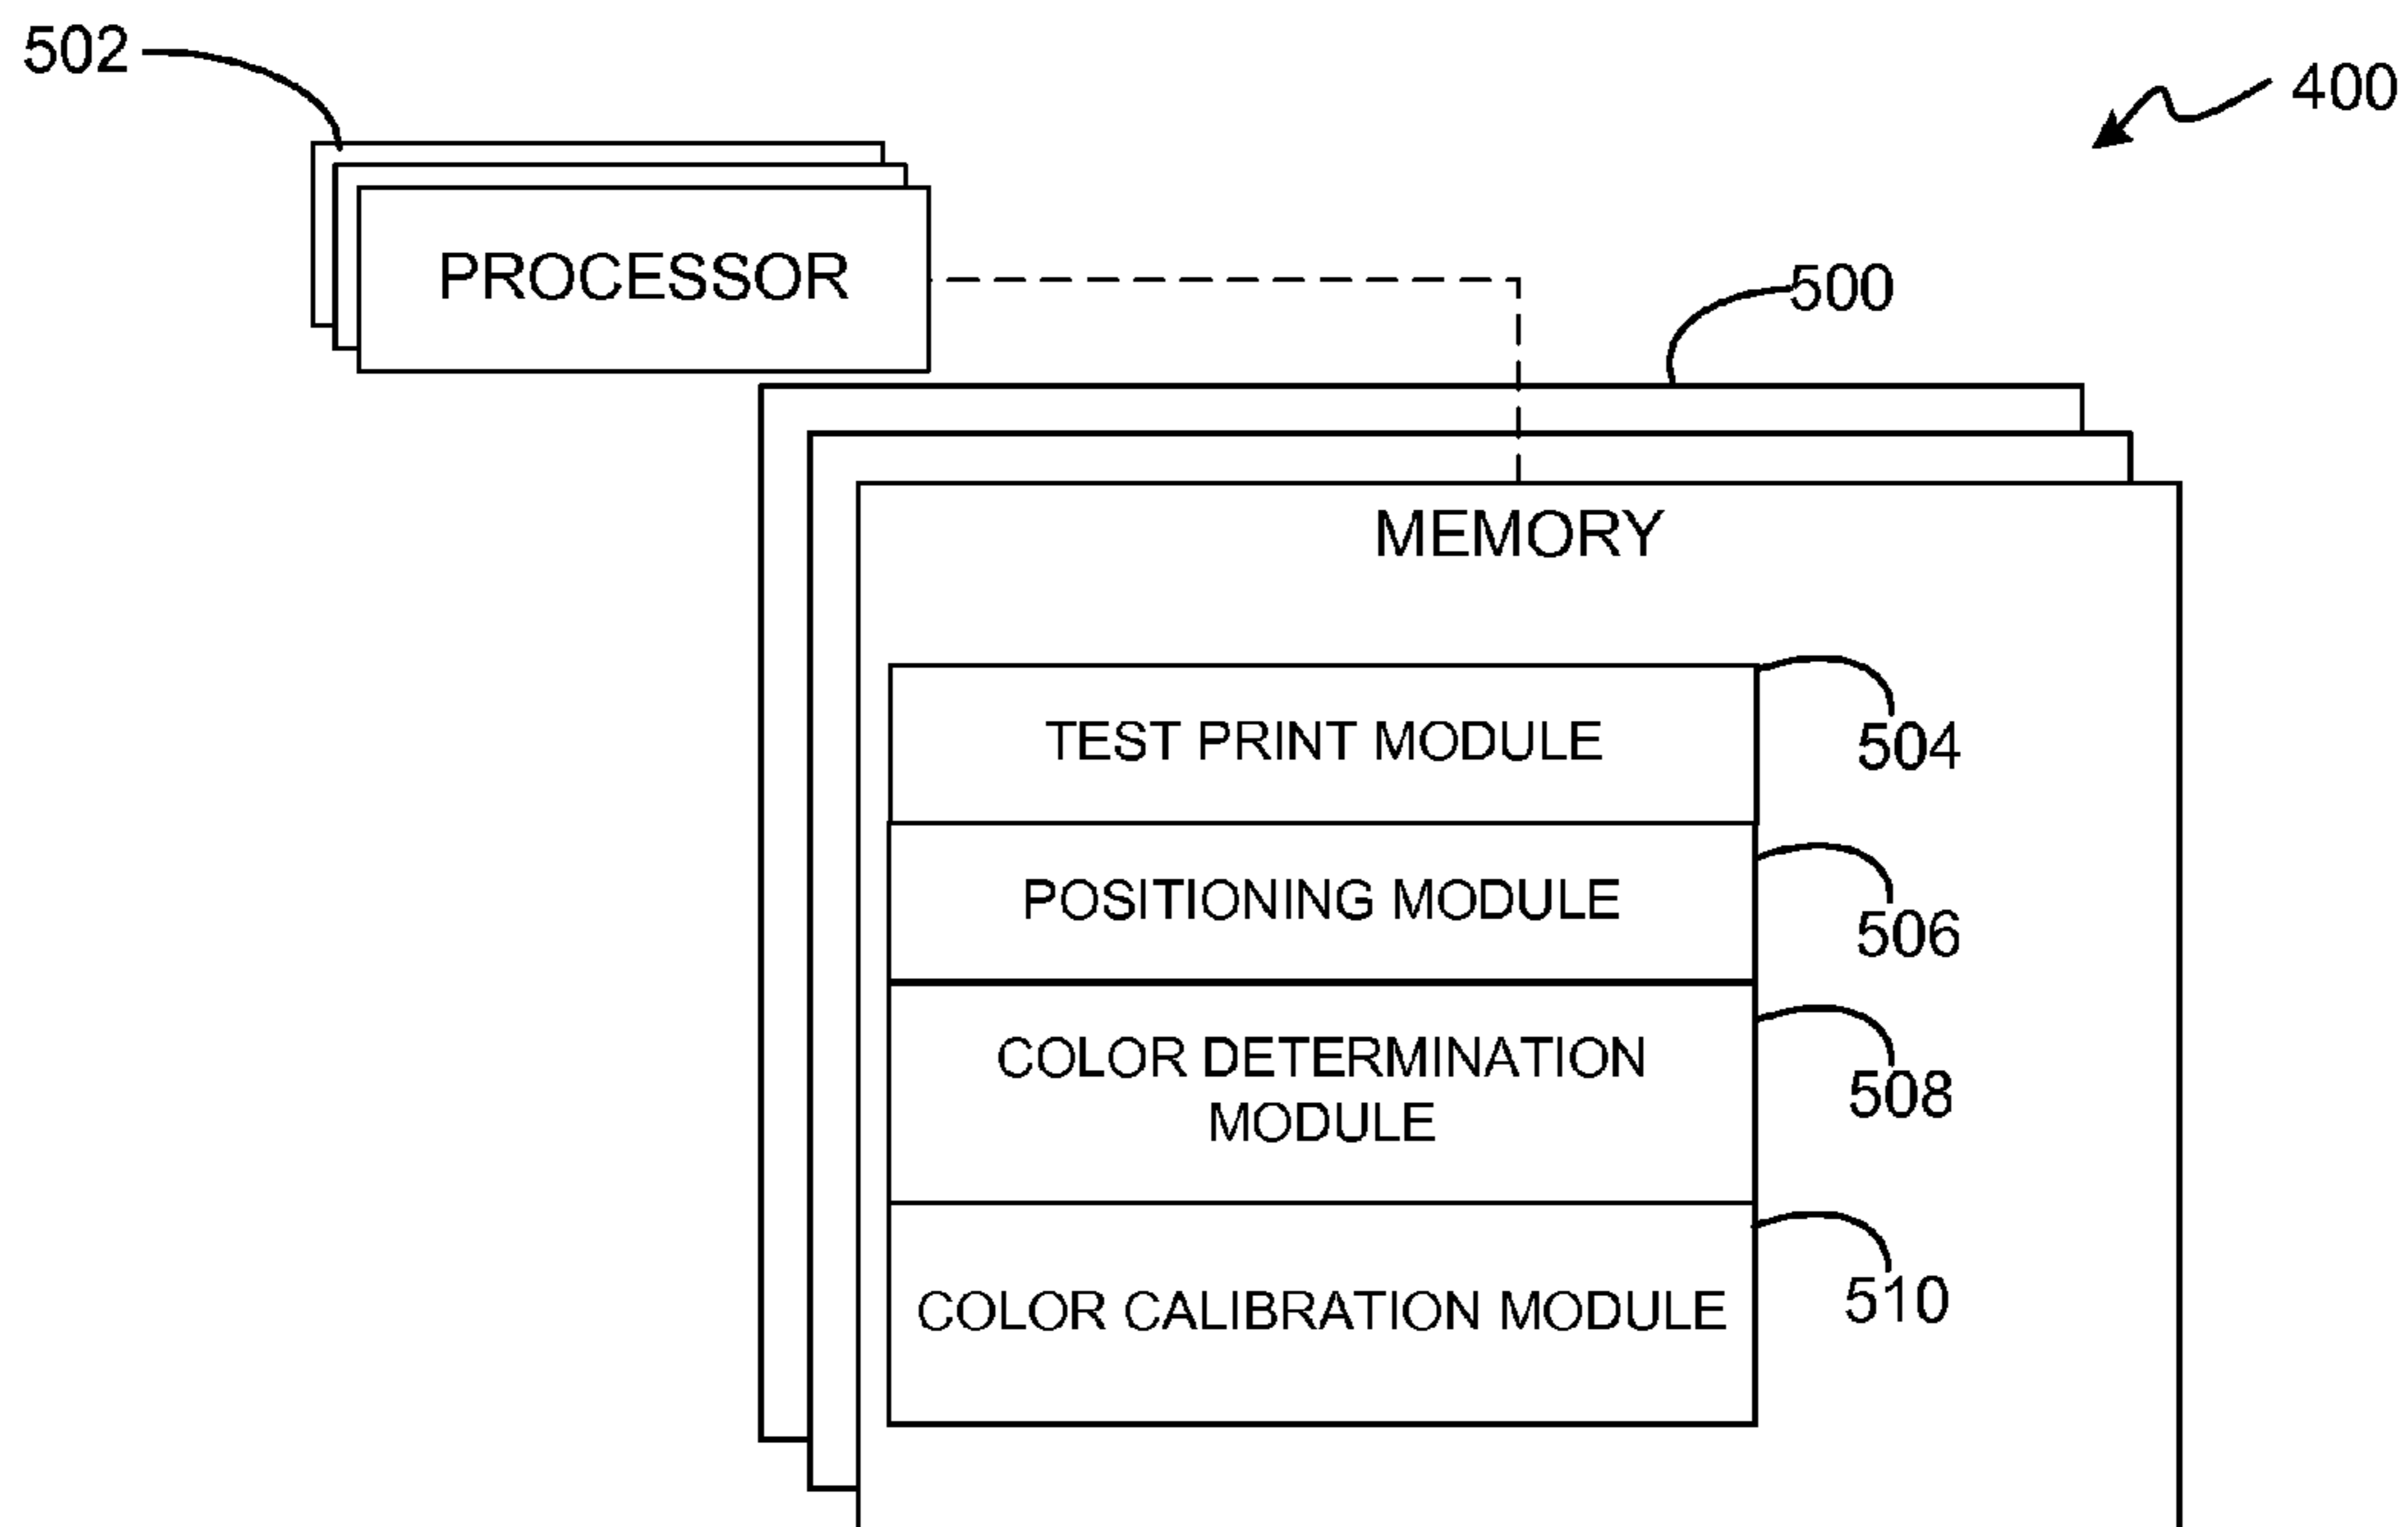 502
400
PROCESSOR
500
MEMORY
TEST PRINT MODULE
504
POSITIONING MODULE
506
COLOR DETERMINATION
MODULE
508
COLOR CALIBRATION MODULE
510